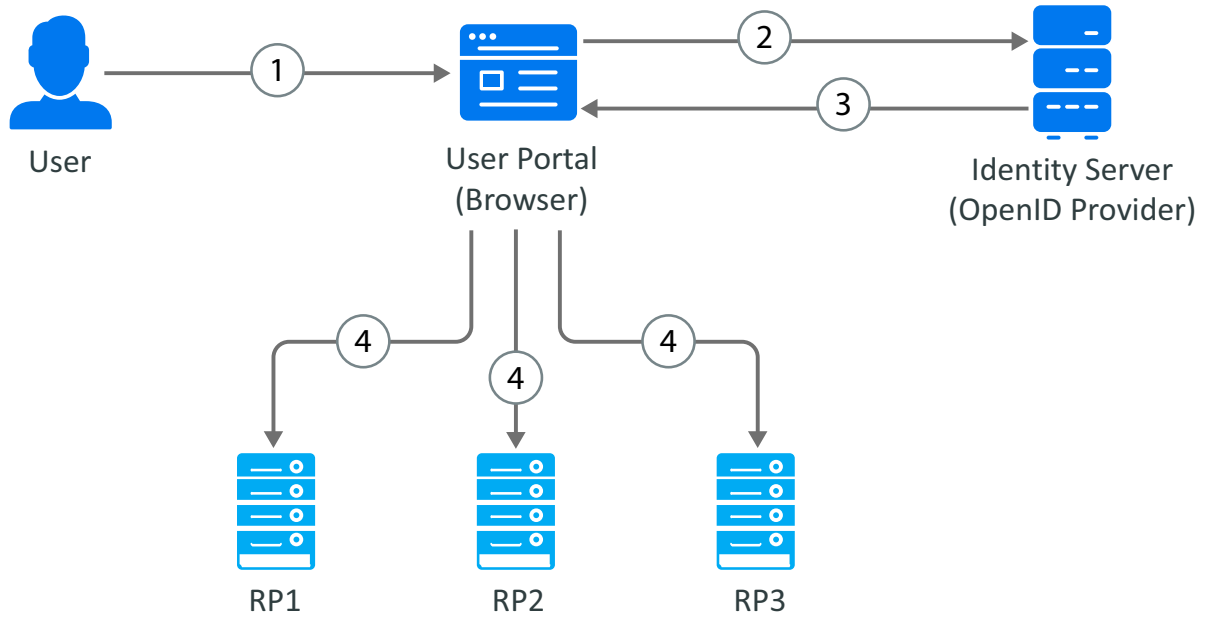 1
2
3
User
User Portal
(Browser)
Identity Server
(OpenID Provider)
4
4
4
RP1
RP2
RP3